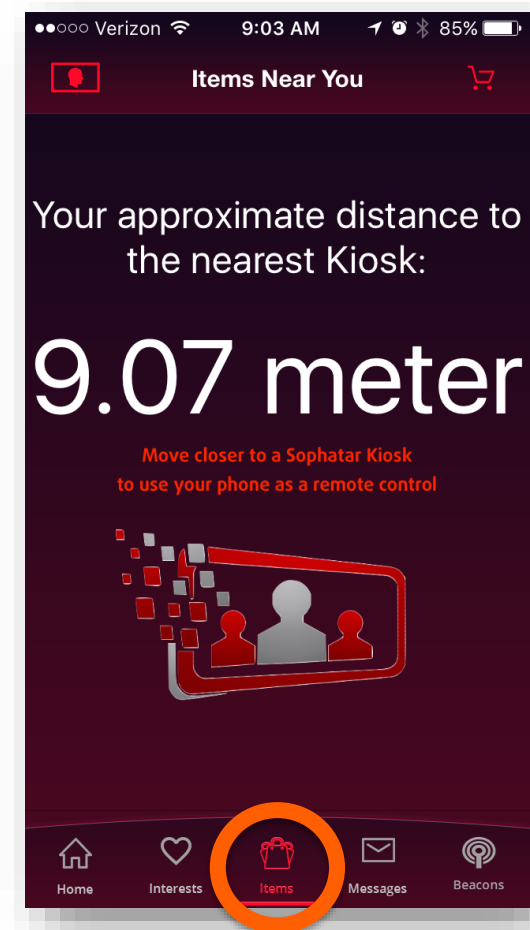 Verizon 9:03 AM 85%
Items Near You
Your approximate distance to
the nearest Kiosk:
9.07 meter
Move closer to a Sophatar Kiosk
to use your phone as a remote control
Home Interests Items Messages Beacons